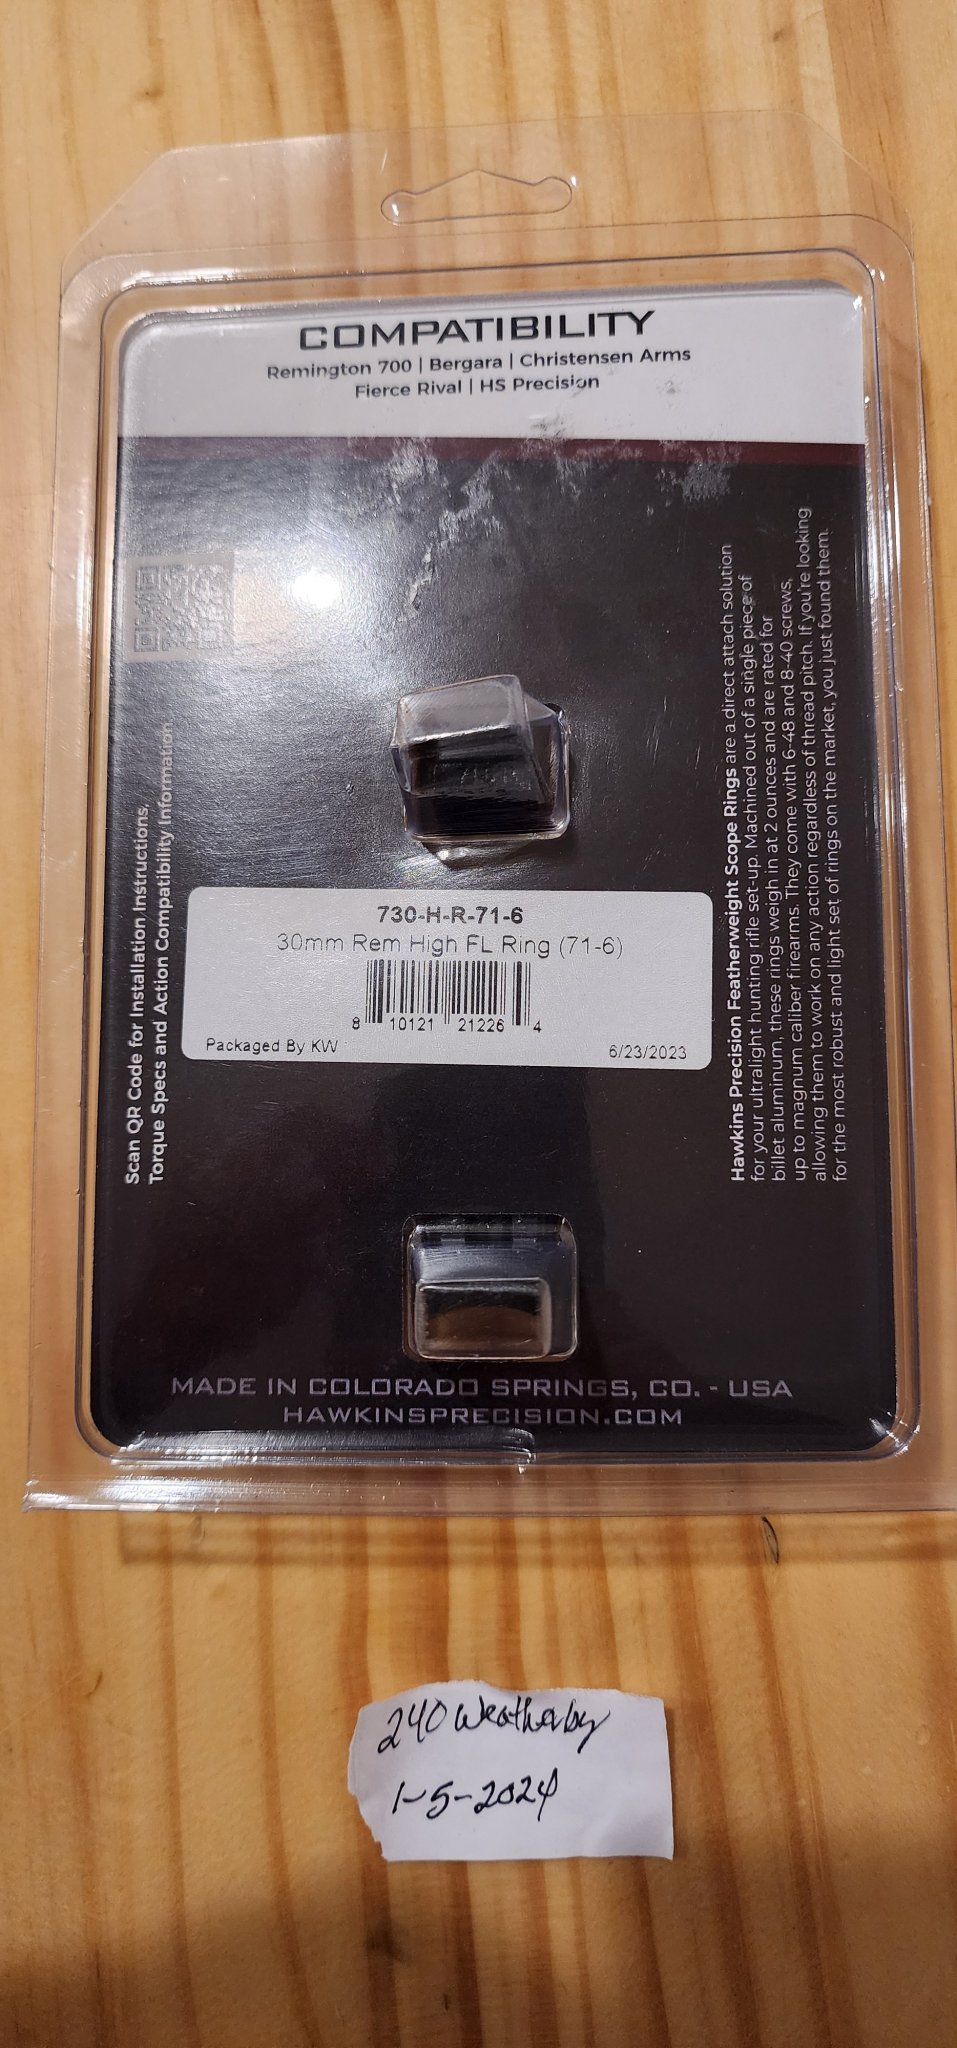 COMPATIBILITY
Remington 700 | Bergara | Christensen Arms
Fierce Rival | HS Precision
Scan QR Code for Installation Instructions,
Torque Specs and Action Compatibility Information
730-H-R-71-6
30mm Rem High FL Ring (71-6)
8 10121 21226 4
Packaged By KW 6/23/2023
Hawkins Precision Featherweight Scope Rings are a direct attach solution
for your ultralight hunting rifle set-up. Machined out of a single piece of
billet aluminum, these rings weigh in at 2 ounces and are rated for
up to magnum caliber firearms. They come with 6-48 and 8-40 screws,
allowing them to work on any action regardless of thread pitch. If you're looking
for the most robust and light set of rings on the market, you just found them.
MADE IN COLORADO SPRINGS, CO. - USA
HAWKINSPRECISION.COM
240 Weatherby
1-5-2024